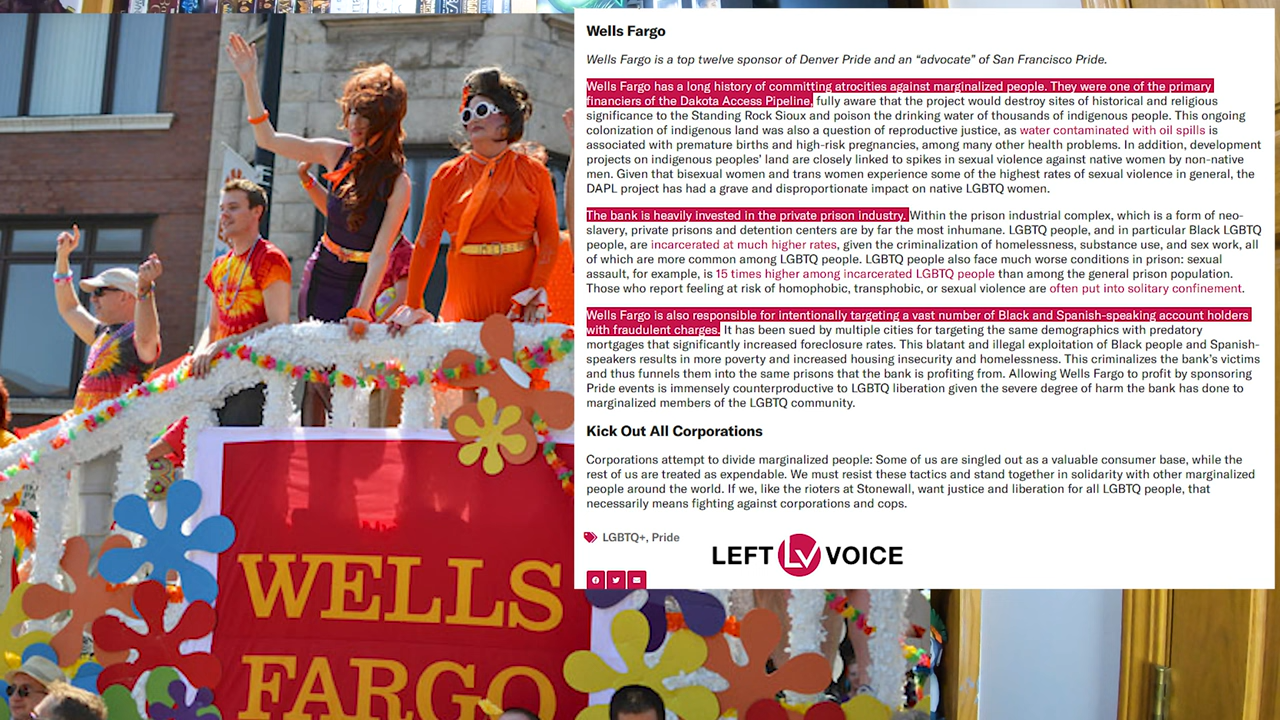 Wells Fargo
Wells Fargo is a top twelve sponsor of Denver Pride and an “advocate” of San Francisco Pride.
Wells Fargo has a long history of committing atrocities against marginalized people. They were one of the primary
financiers of the Dakota Access Pipeline, fully aware that the project would destroy sites of historical and religious
significance to the Standing Rock Sioux and poison the drinking water of thousands of indigenous people. This ongoing
colonization of indigenous land was also a question of reproductive justice, as water contaminated with oil spills is
associated with premature births and high-risk pregnancies, among many other health problems. In addition, development
projects on indigenous peoples’ land are closely linked to spikes in sexual violence against native women by non-native
men. Given that bisexual women and trans women experience some of the highest rates of sexual violence in general, the
DAPL project has had a grave and disproportionate impact on native LGBTQ women.
The bank is heavily invested in the private prison industry. Within the prison industrial complex, which is a form of neo-
slavery, private prisons and detention centers are by far the most inhumane. LGBTQ people, and in particular Black LGBTQ
people, are incarcerated at much higher rates, given the criminalization of homelessness, substance use, and sex work, all
of which are more common among LGBTQ people. LGBTQ people also face much worse conditions in prison: sexual
assault, for example, is 15 times higher among incarcerated LGBTQ people than among the general prison population.
Those who report feeling at risk of homophobic, transphobic, or sexual violence are often put into solitary confinement.
Wells Fargo is also responsible for intentionally targeting a vast number of Black and Spanish-speaking account holders
with fraudulent charges. It has been sued by multiple cities for targeting the same demographics with predatory
mortgages that significantly increased foreclosure rates. This blatant and illegal exploitation of Black people and Spanish-
speakers results in more poverty and increased housing insecurity and homelessness. This criminalizes the bank’s victims
and thus funnels them into the same prisons that the bank is profiting from. Allowing Wells Fargo to profit by sponsoring
Pride events is immensely counterproductive to LGBTQ liberation given the severe degree of harm the bank has done to
marginalized members of the LGBTQ community.
Kick Out All Corporations
Corporations attempt to divide marginalized people: Some of us are singled out as a valuable consumer base, while the
rest of us are treated as expendable. We must resist these tactics and stand together in solidarity with other marginalized
people around the world. If we, like the rioters at Stonewall, want justice and liberation for all LGBTQ people, that
necessarily means fighting against corporations and cops.
LGBTQ+, Pride
LEFT LV VOICE
WELLS
FARGO